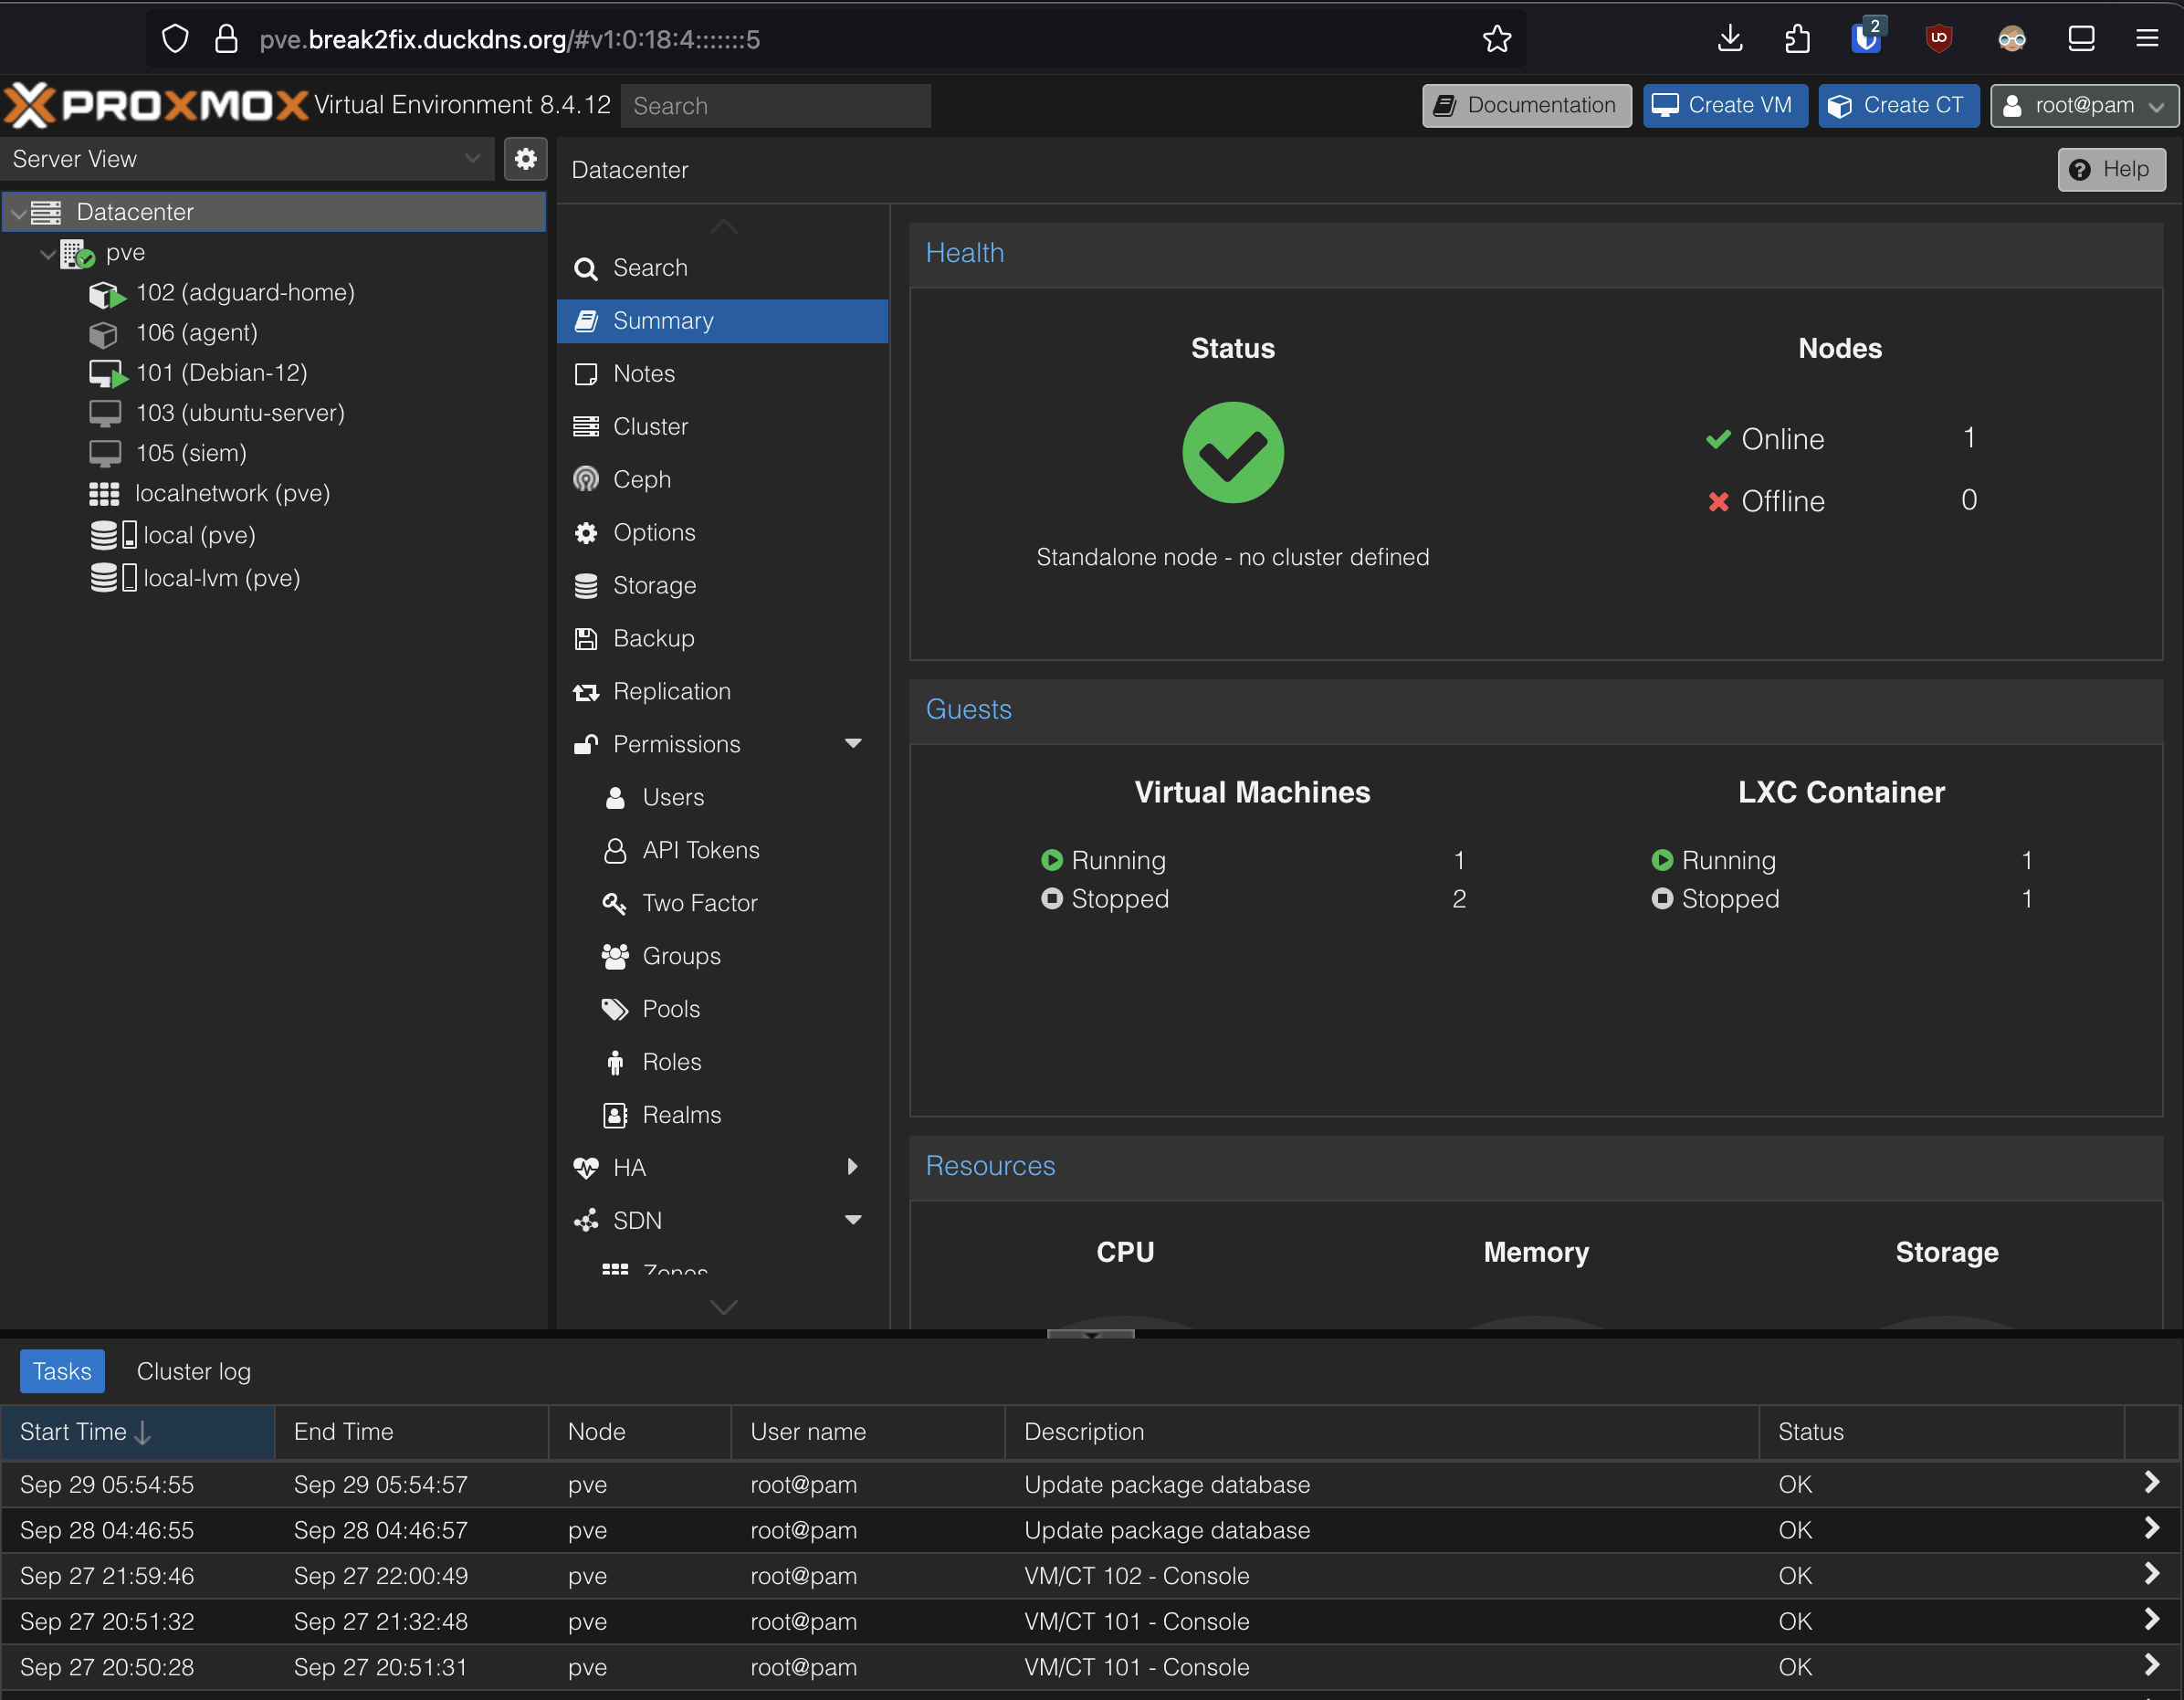 pve.break2fix.duckdns.org/#v1:0:18:4:::::::5
2
PROXMOX Virtual Environment 8.4.12 Search
Documentation Create VM Create CT root@pam
Server View
Datacenter
Help
Datacenter
pve
102 (adguard-home)
106 (agent)
101 (Debian-12)
103 (ubuntu-server)
105 (siem)
localnetwork (pve)
local (pve)
local-lvm (pve)
Search
Summary
Notes
Cluster
Ceph
Options
Storage
Backup
Replication
Permissions
Users
API Tokens
Two Factor
Groups
Pools
Roles
Realms
HA
SDN
Zones
Health
Status
Nodes
Online 1
Offline 0
Standalone node - no cluster defined
Guests
Virtual Machines
Running 1
Stopped 2
LXC Container
Running 1
Stopped 1
Resources
CPU Memory Storage
Tasks Cluster log
Start Time End Time Node User name Description Status
Sep 29 05:54:55 Sep 29 05:54:57 pve root@pam Update package database OK
Sep 28 04:46:55 Sep 28 04:46:57 pve root@pam Update package database OK
Sep 27 21:59:46 Sep 27 22:00:49 pve root@pam VM/CT 102 - Console OK
Sep 27 20:51:32 Sep 27 21:32:48 pve root@pam VM/CT 101 - Console OK
Sep 27 20:50:28 Sep 27 20:51:31 pve root@pam VM/CT 101 - Console OK